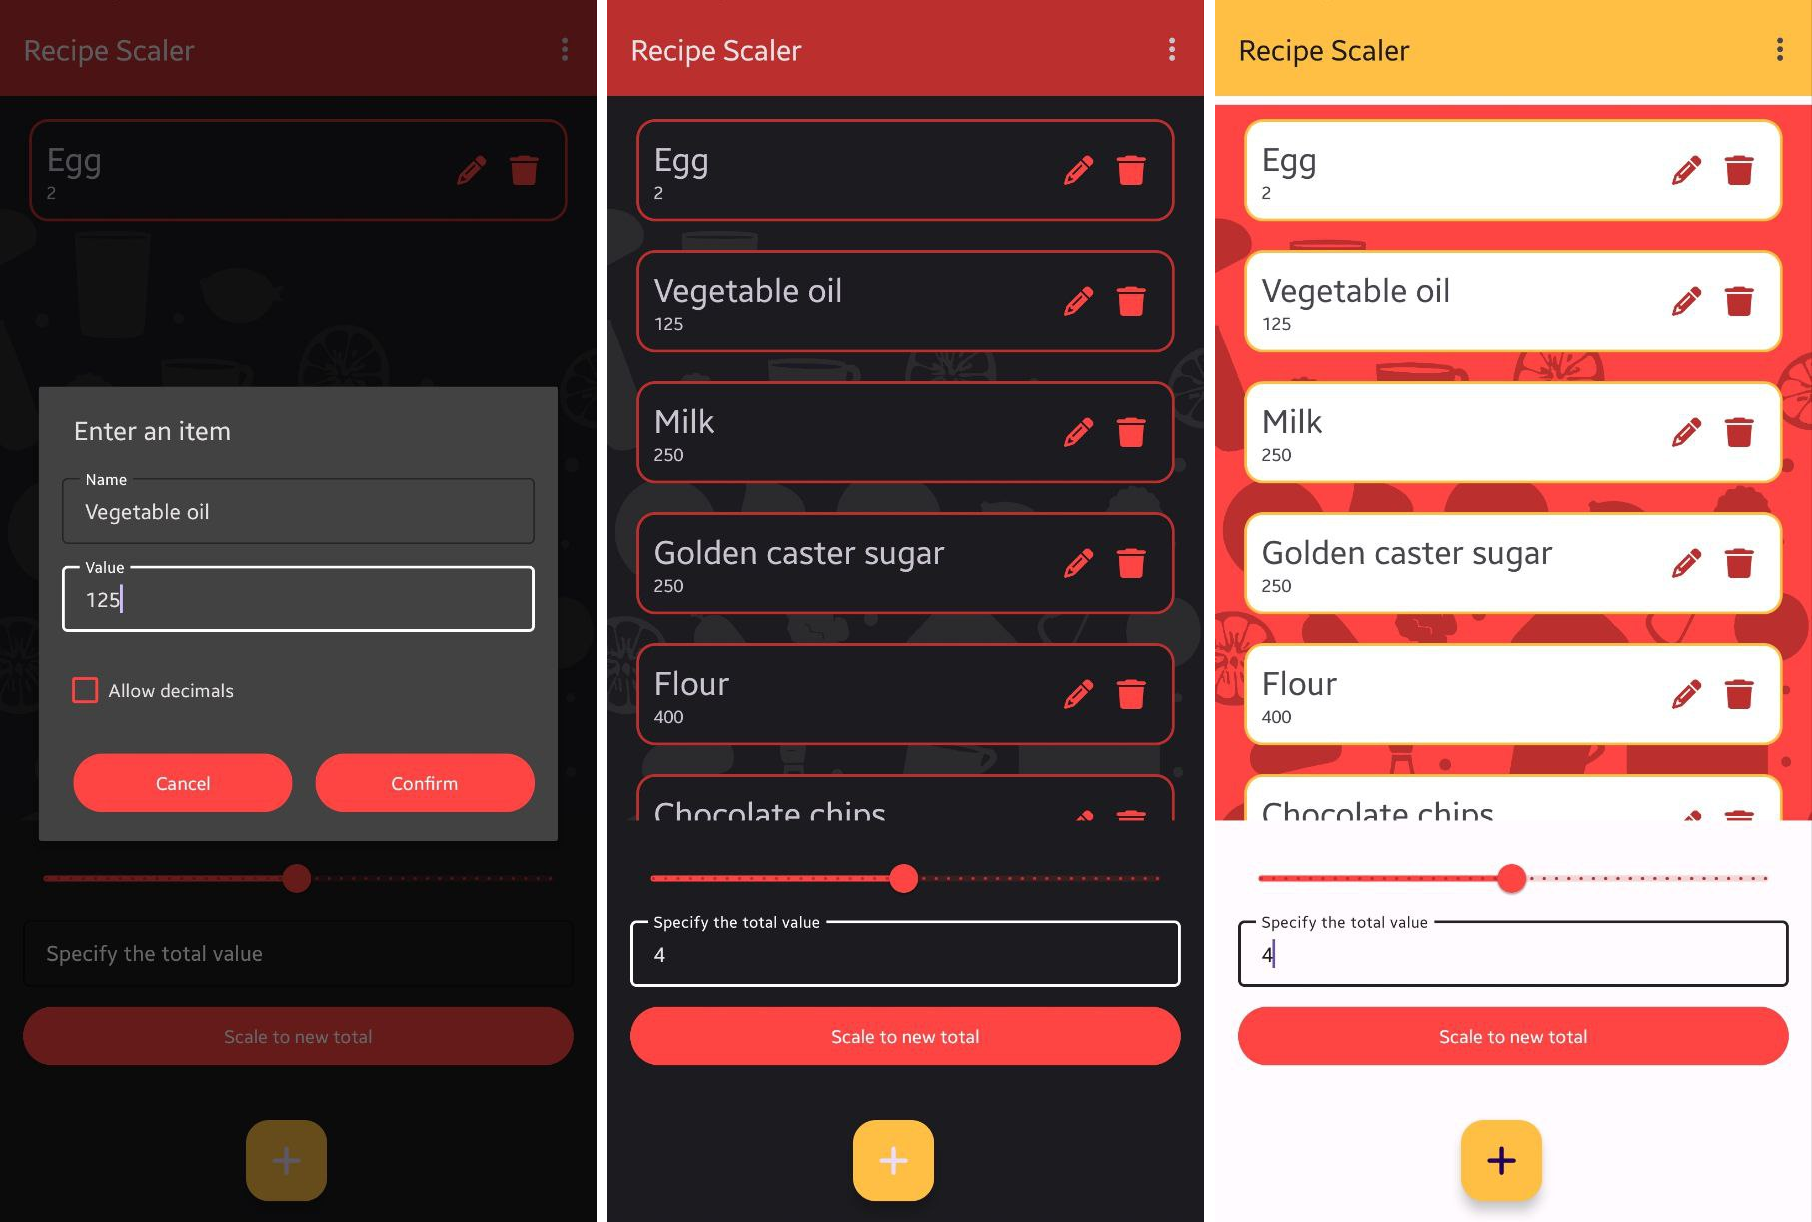 Recipe Scaler
Egg
2
Enter an item
Name
Vegetable oil
Value
125
Allow decimals
Cancel
Confirm
Specify the total value
Scale to new total
Recipe Scaler
Egg
2
Vegetable oil
125
Milk
250
Golden caster sugar
250
Flour
400
Chocolate chips
Specify the total value
4
Scale to new total
Recipe Scaler
Egg
2
Vegetable oil
125
Milk
250
Golden caster sugar
250
Flour
400
Chocolate chips
Specify the total value
4
Scale to new total